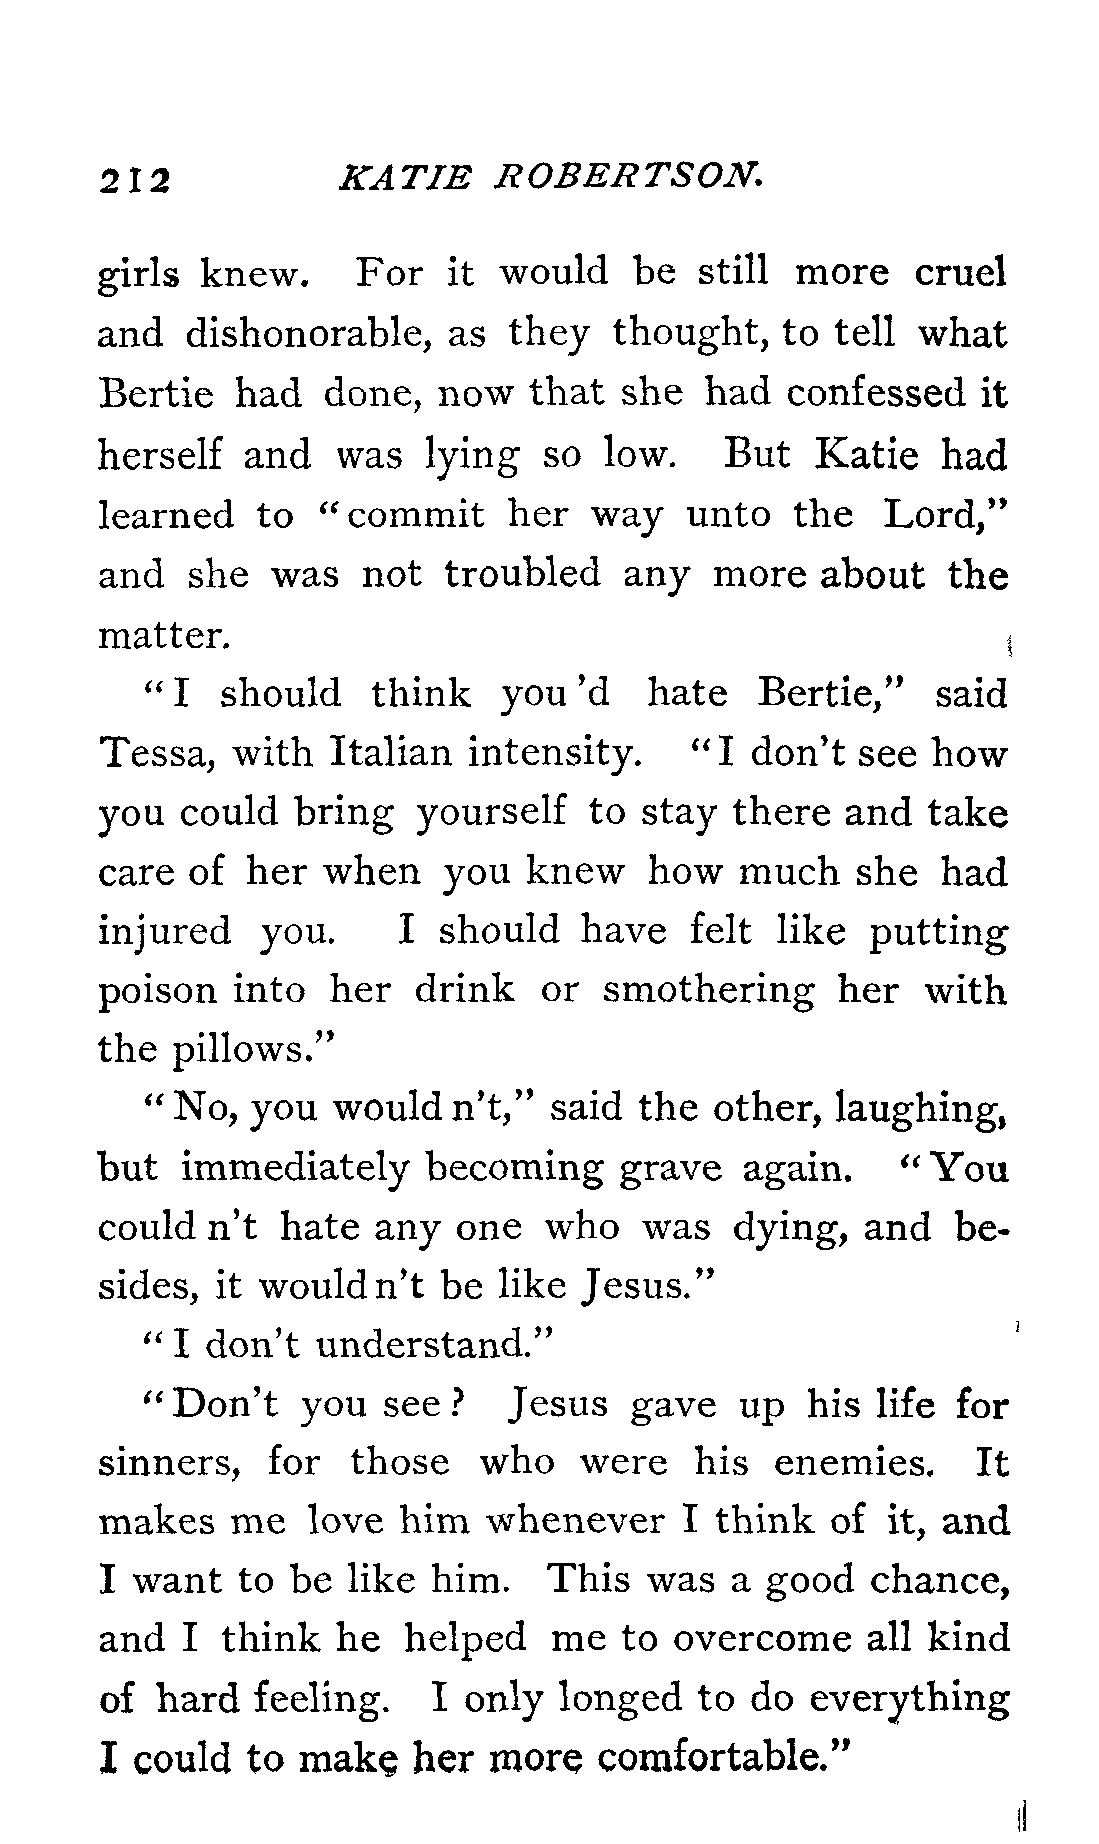 212 KATIE ROBERTSON.
girls knew. For it would be still more cruel
and dishonorable, as they thought, to tell what
Bertie had done, now that she had confessed it
herself and was lying so low. But Katie had
learned to "commit her way unto the Lord,"
and she was not troubled any more about the
matter.
"I should think you 'd hate Bertie," said
Tessa, with Italian intensity. "I don't see how
you could bring yourself to stay there and take
care of her when you knew how much she had
injured you. I should have felt like putting
poison into her drink or smothering her with
the pillows."
"No, you would n't," said the other, laughing,
but immediately becoming grave again. "You
could n't hate any one who was dying, and be-
sides, it would n't be like Jesus."
"I don't understand."
"Don't you see? Jesus gave up his life for
sinners, for those who were his enemies. It
makes me love him whenever I think of it, and
I want to be like him. This was a good chance,
and I think he helped me to overcome all kind
of hard feeling. I only longed to do everything
I could to make her more comfortable."